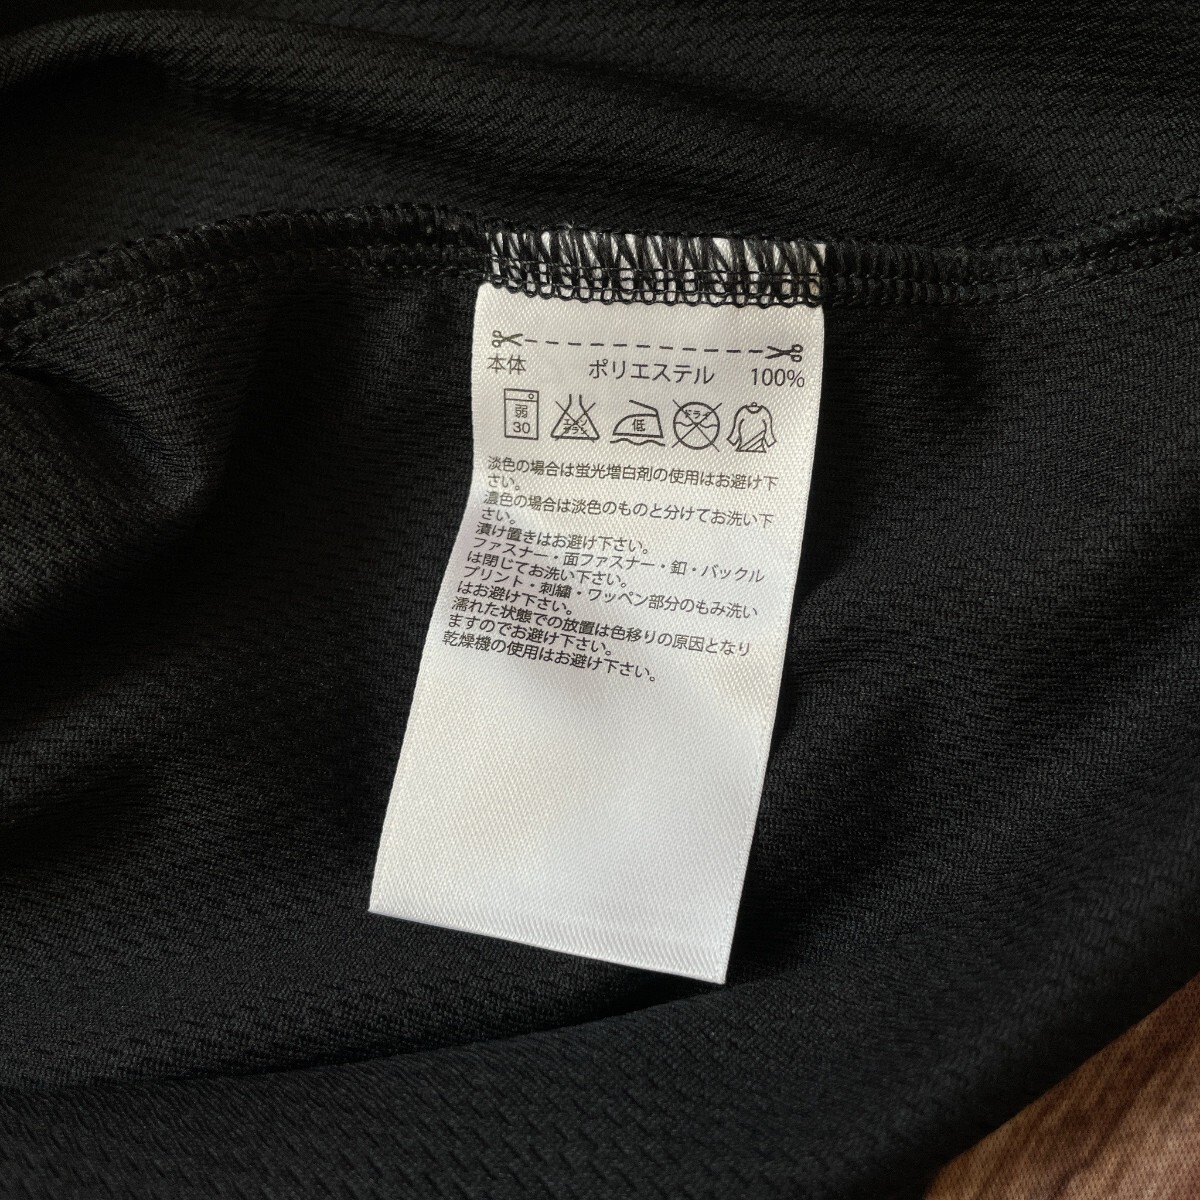 本体 ポリエステル 100%
弱 30 エンソ サラシ 低 ドライ
淡色の場合は蛍光増白剤の使用はお避け下
さい。
濃色の場合は淡色のものと分けてお洗い下
さい。
漬け置きはお避け下さい。
ファスナー・面ファスナー・釦・バックル
は閉じてお洗い下さい。
プリント・刺繍・ワッペン部分のもみ洗い
はお避け下さい。
濡れた状態での放置は色移りの原因となり
ますのでお避け下さい。
乾燥機の使用はお避け下さい。